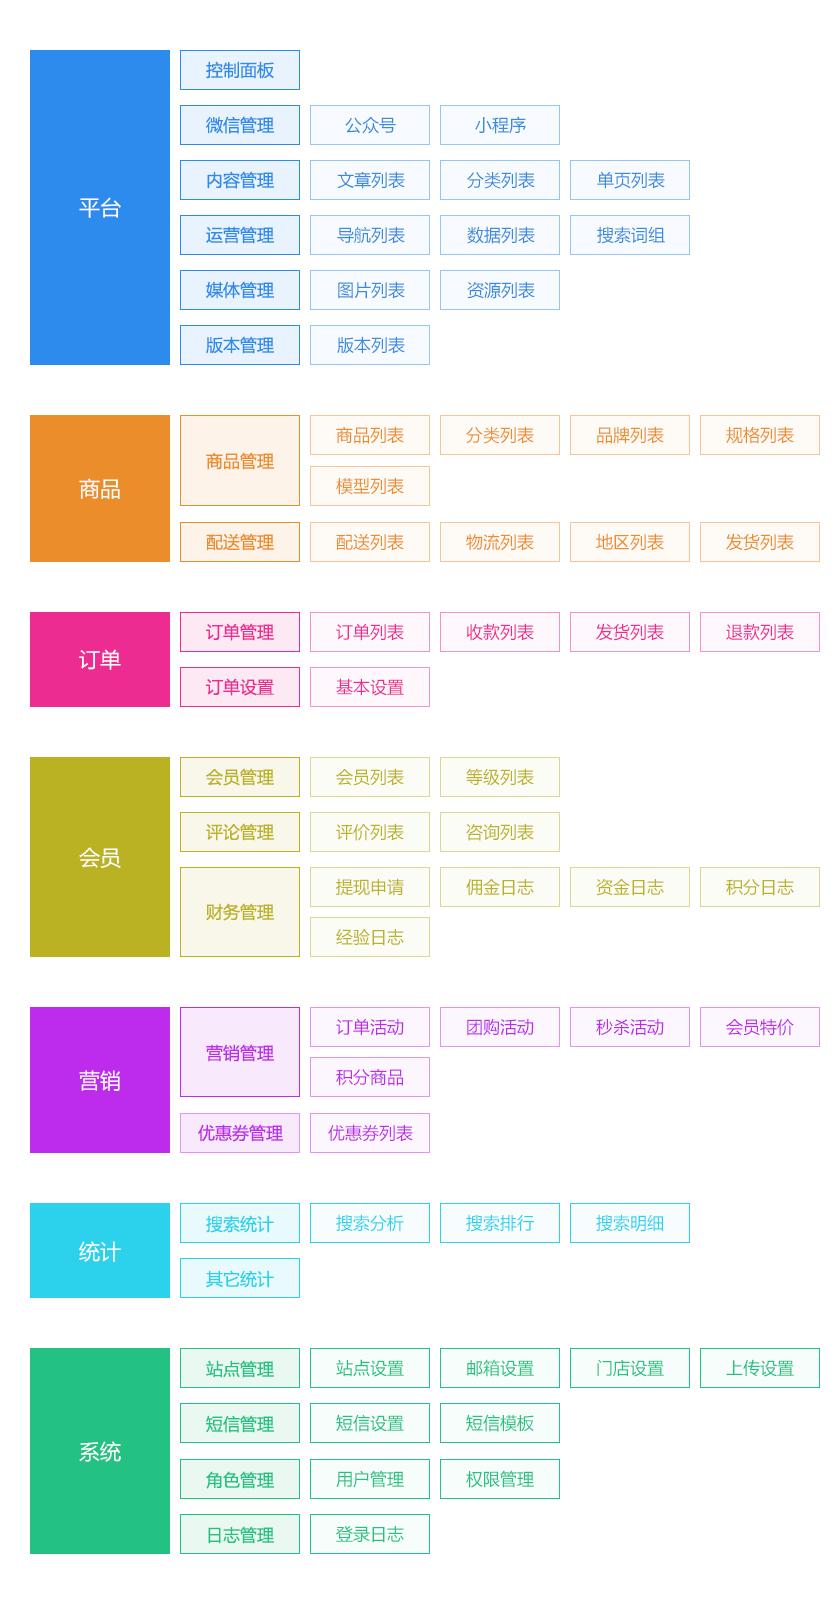 平台
控制面板
微信管理 公众号 小程序
内容管理 文章列表 分类列表 单页列表
运营管理 导航列表 数据列表 搜索词组
媒体管理 图片列表 资源列表
版本管理 版本列表
商品
商品管理 商品列表 分类列表 品牌列表 规格列表
模型列表
配送管理 配送列表 物流列表 地区列表 发货列表
订单
订单管理 订单列表 收款列表 发货列表 退款列表
订单设置 基本设置
会员
会员管理 会员列表 等级列表
评论管理 评价列表 咨询列表
财务管理 提现申请 佣金日志 资金日志 积分日志
经验日志
营销
营销管理 订单活动 团购活动 秒杀活动 会员特价
积分商品
优惠券管理 优惠券列表
统计
搜索统计 搜索分析 搜索排行 搜索明细
其它统计
系统
站点管理 站点设置 邮箱设置 门店设置 上传设置
短信管理 短信设置 短信模板
角色管理 用户管理 权限管理
日志管理 登录日志